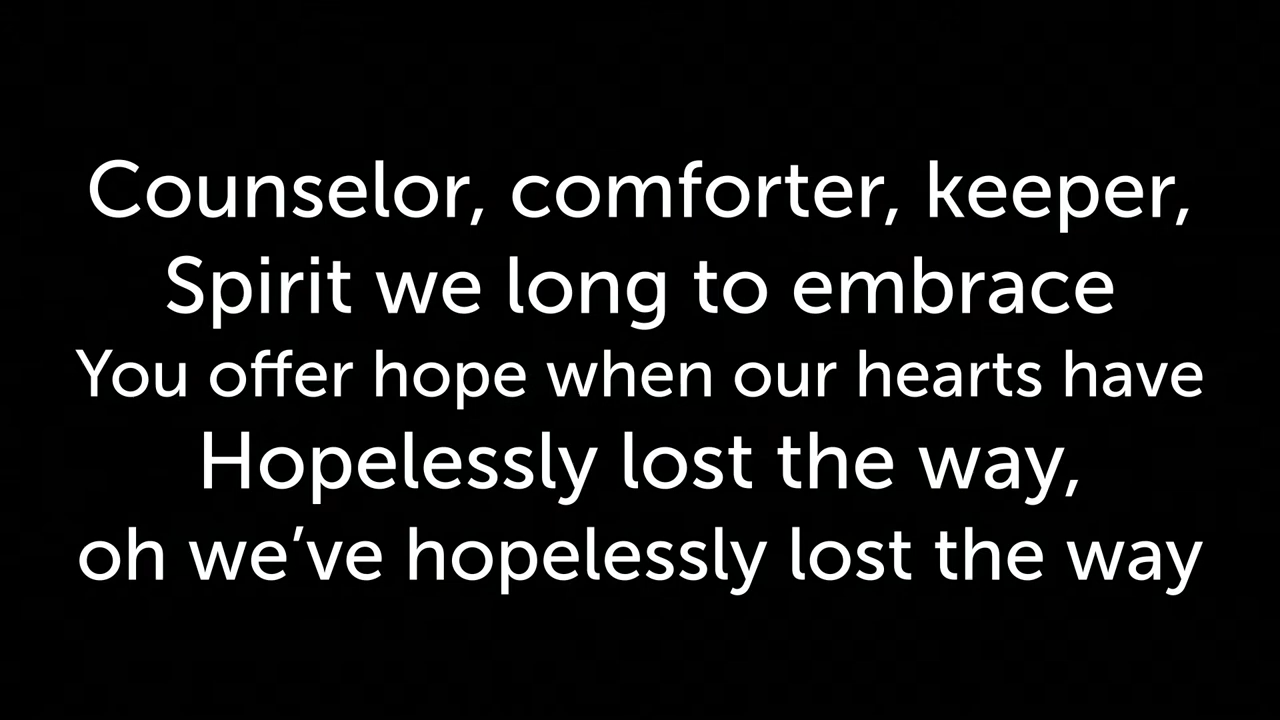 Counselor, comforter, keeper,
Spirit we long to embrace
You offer hope when our hearts have
Hopelessly lost the way,
oh we’ve hopelessly lost the way